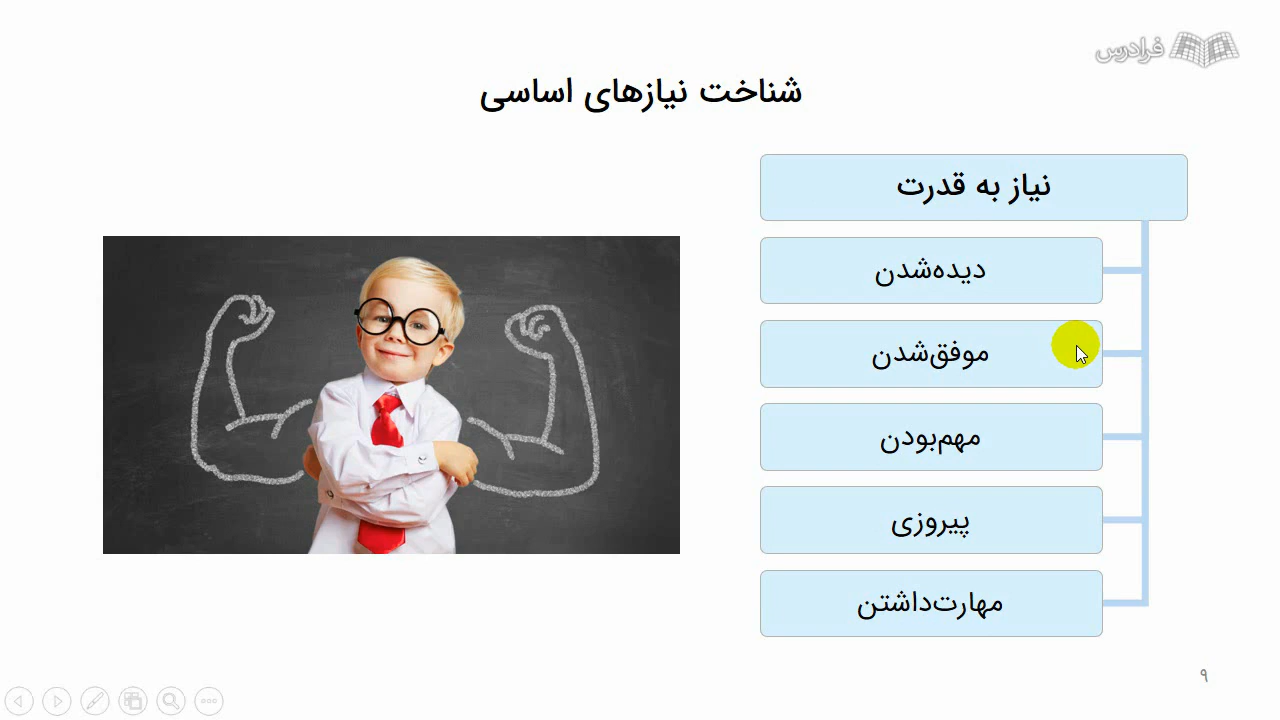 فرادرس
شناخت نیازهای اساسی
نیاز به قدرت
دیده‌شدن
موفق‌شدن
مهم‌بودن
پیروزی
مهارت‌داشتن
۹